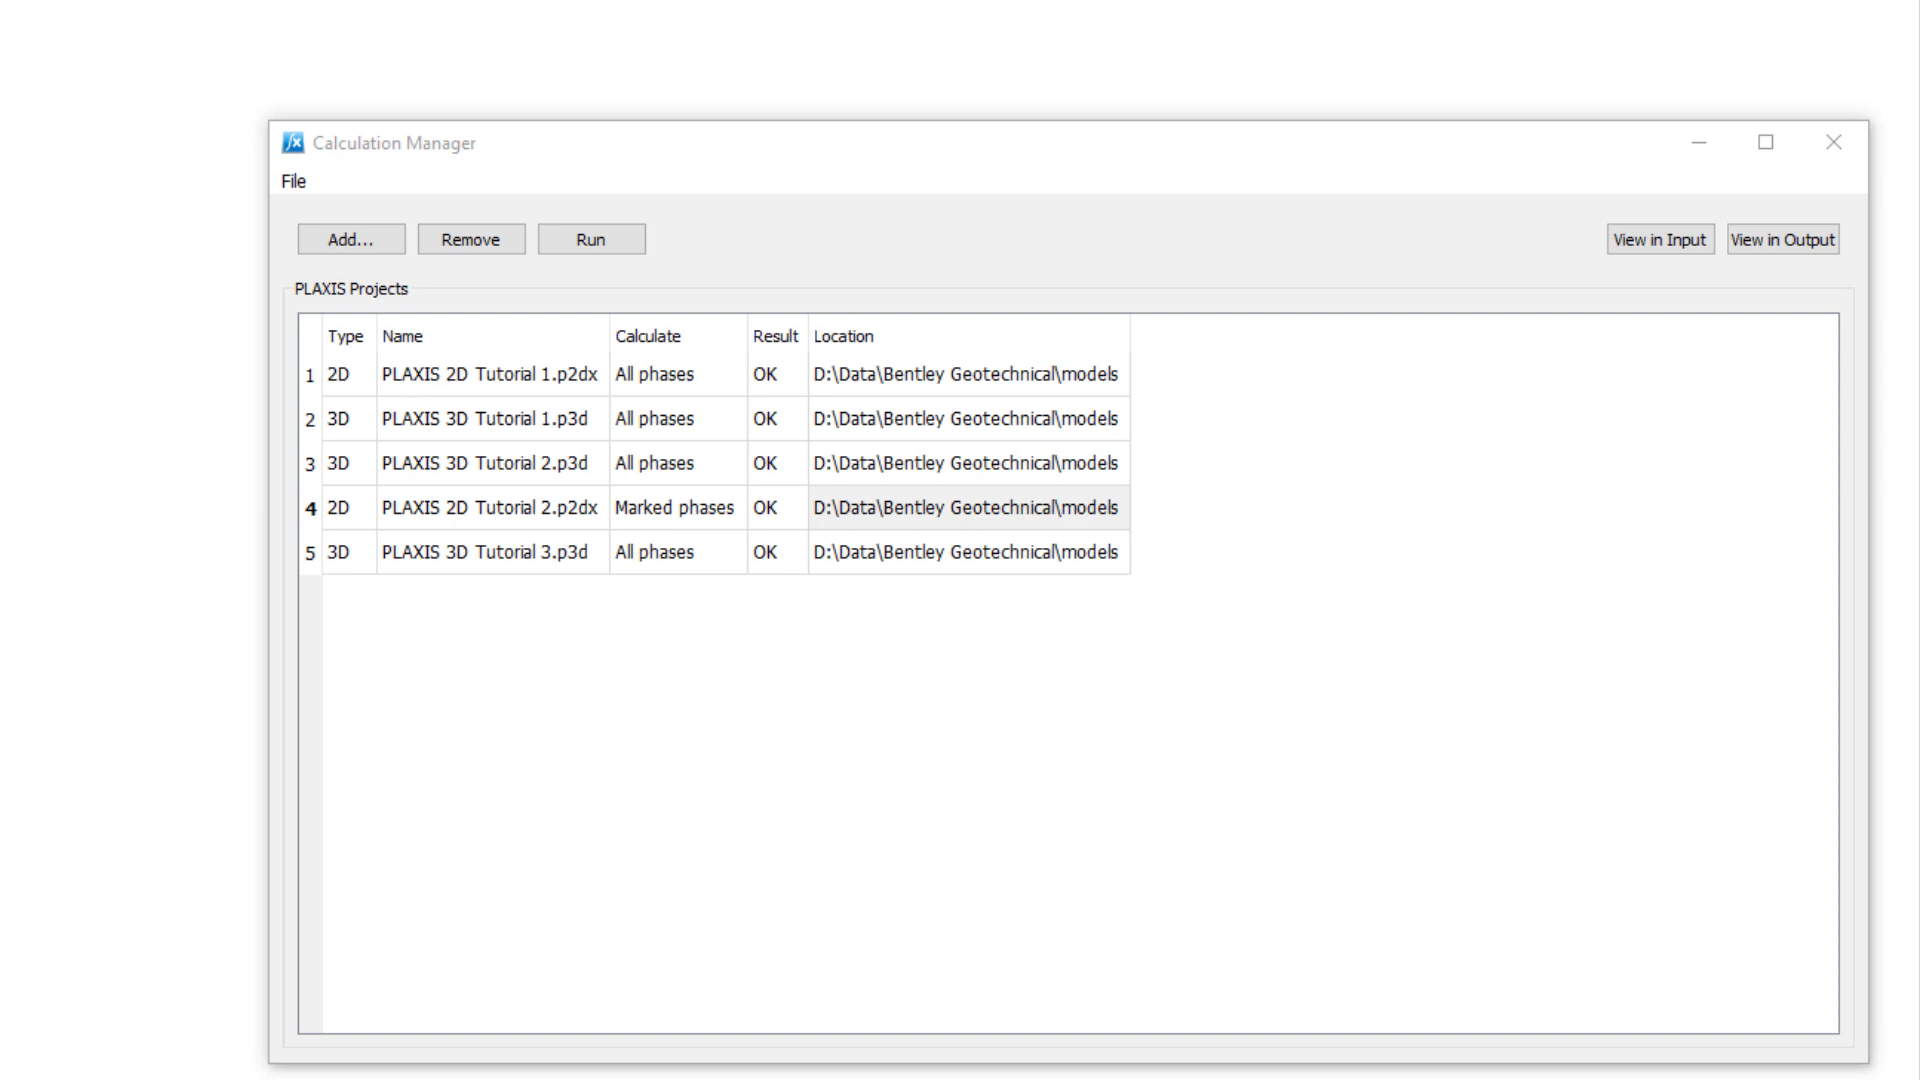 Calculation Manager
File
Add... Remove Run View in Input View in Output
PLAXIS Projects
Type Name Calculate Result Location
1 2D PLAXIS 2D Tutorial 1.p2dx All phases OK D:\Data\Bentley Geotechnical\models
2 3D PLAXIS 3D Tutorial 1.p3d All phases OK D:\Data\Bentley Geotechnical\models
3 3D PLAXIS 3D Tutorial 2.p3d All phases OK D:\Data\Bentley Geotechnical\models
4 2D PLAXIS 2D Tutorial 2.p2dx Marked phases OK D:\Data\Bentley Geotechnical\models
5 3D PLAXIS 3D Tutorial 3.p3d All phases OK D:\Data\Bentley Geotechnical\models